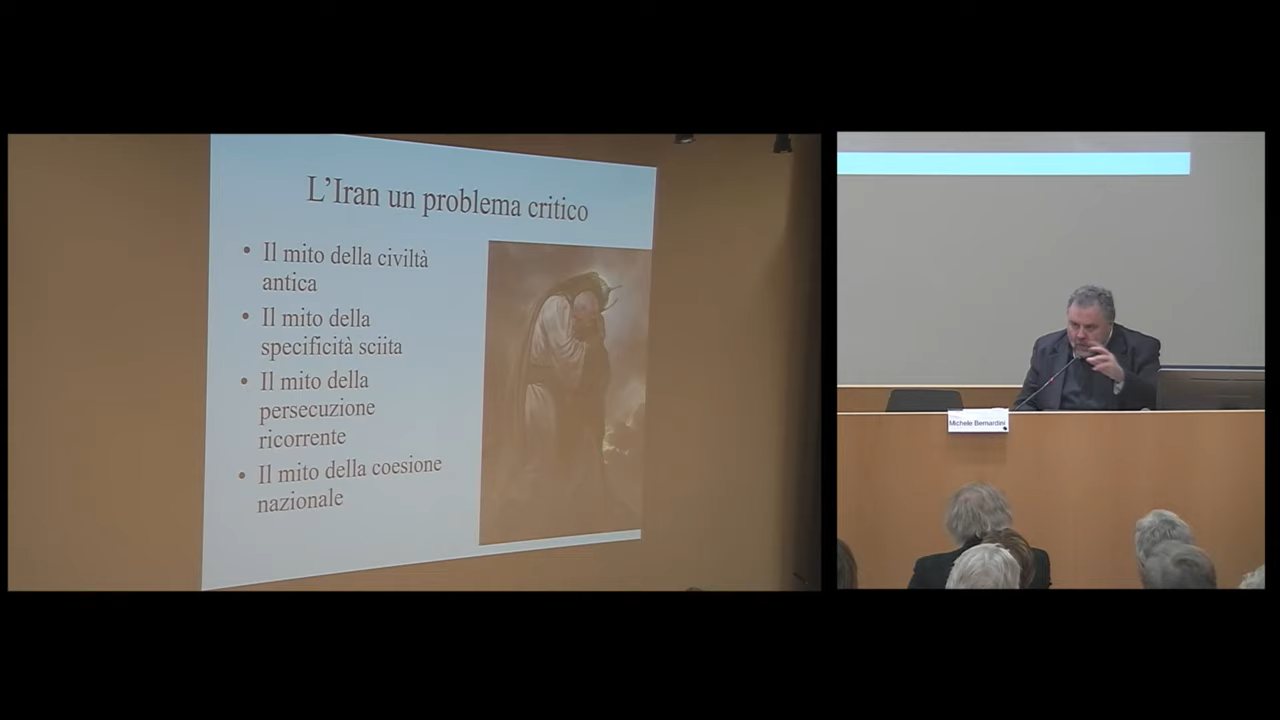 L’Iran un problema critico
• Il mito della civiltà
antica
• Il mito della
specificità sciita
• Il mito della
persecuzione
ricorrente
• Il mito della coesione
nazionale
Michele Bernardini